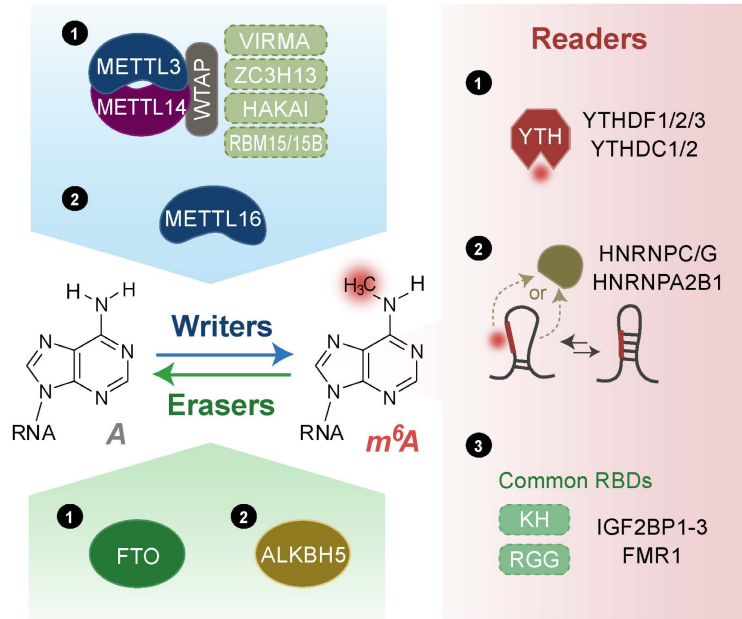 1
METTL3
METTL14
WTAP
VIRMA
ZC3H13
HAKAI
RBM15/15B
2
METTL16
H
H
N
N
N
N
N
RNA
A
Writers
Erasers
H₃C
H
N
N
N
N
N
RNA
m⁶A
1
FTO
2
ALKBH5
Readers
1
YTH
YTHDF1/2/3
YTHDC1/2
2
or
HNRNPC/G
HNRNPA2B1
3
Common RBDs
KH
RGG
IGF2BP1-3
FMR1